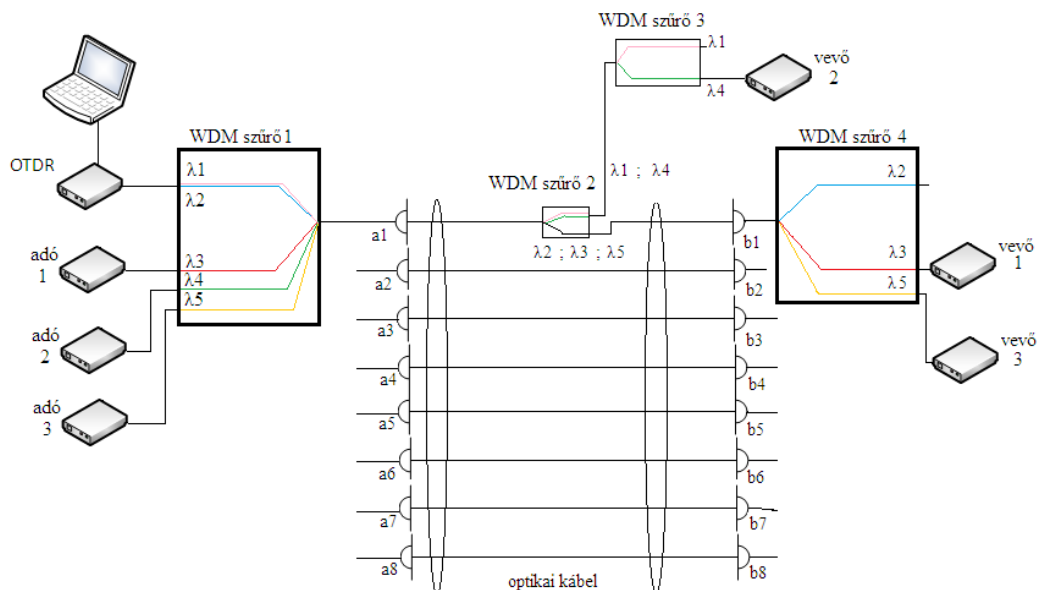 WDM szűrő 3
λ1
λ4
vevő
2
WDM szűrő 1
OTDR
λ1
λ2
λ3
λ4
λ5
adó
1
adó
2
adó
3
WDM szűrő 2
λ1 ; λ4
λ2 ; λ3 ; λ5
WDM szűrő 4
λ2
λ3
λ5
vevő
1
vevő
3
a1
a2
a3
a4
a5
a6
a7
a8
b1
b2
b3
b4
b5
b6
b7
b8
optikai kábel